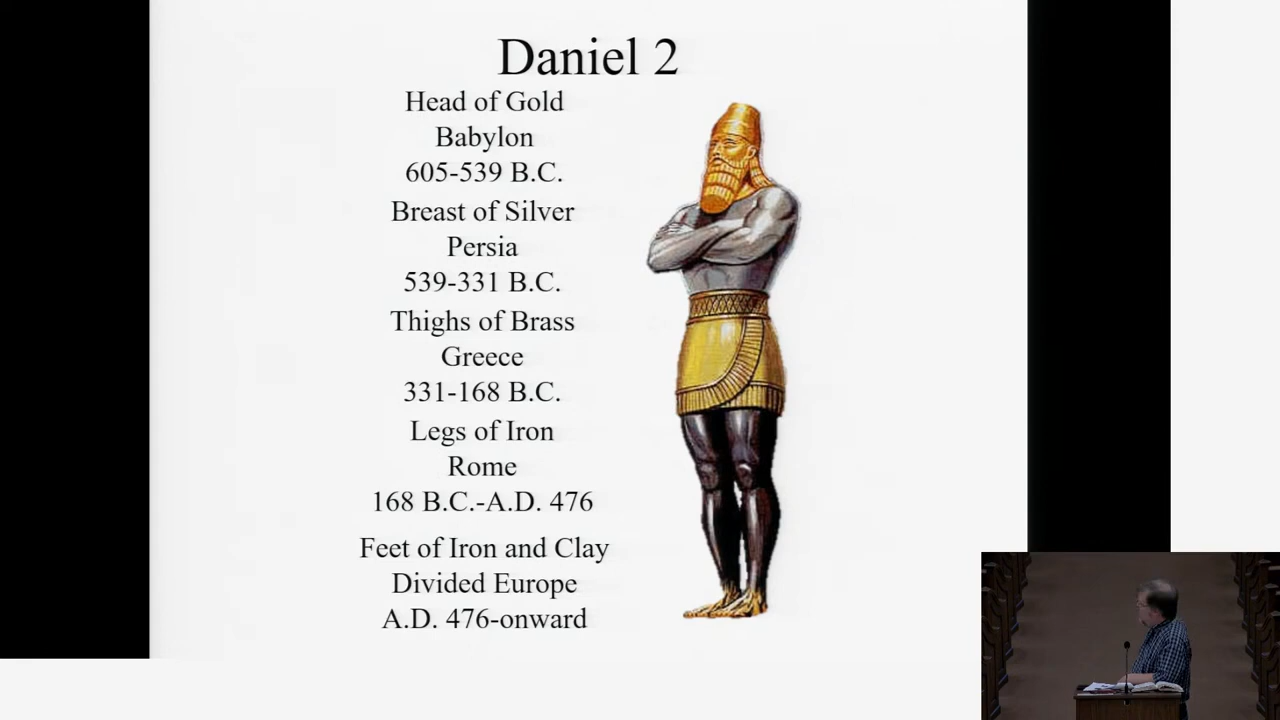 Daniel 2
Head of Gold
Babylon
605-539 B.C.
Breast of Silver
Persia
539-331 B.C.
Thighs of Brass
Greece
331-168 B.C.
Legs of Iron
Rome
168 B.C.-A.D. 476
Feet of Iron and Clay
Divided Europe
A.D. 476-onward